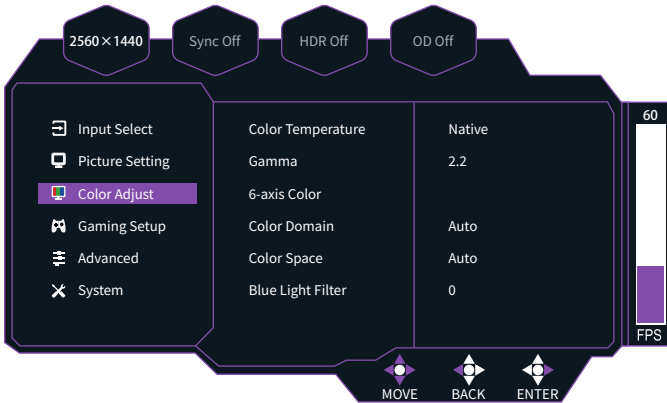 2560×1440
Sync Off
HDR Off
OD Off
60
Input Select
Color Temperature
Native
Picture Setting
Gamma
2.2
Color Adjust
6-axis Color
Gaming Setup
Color Domain
Auto
Advanced
Color Space
Auto
System
Blue Light Filter
0
FPS
MOVE
BACK
ENTER